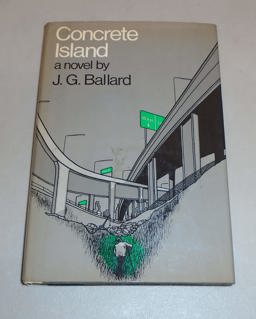 Concrete
Island
a novel by
J. G. Ballard